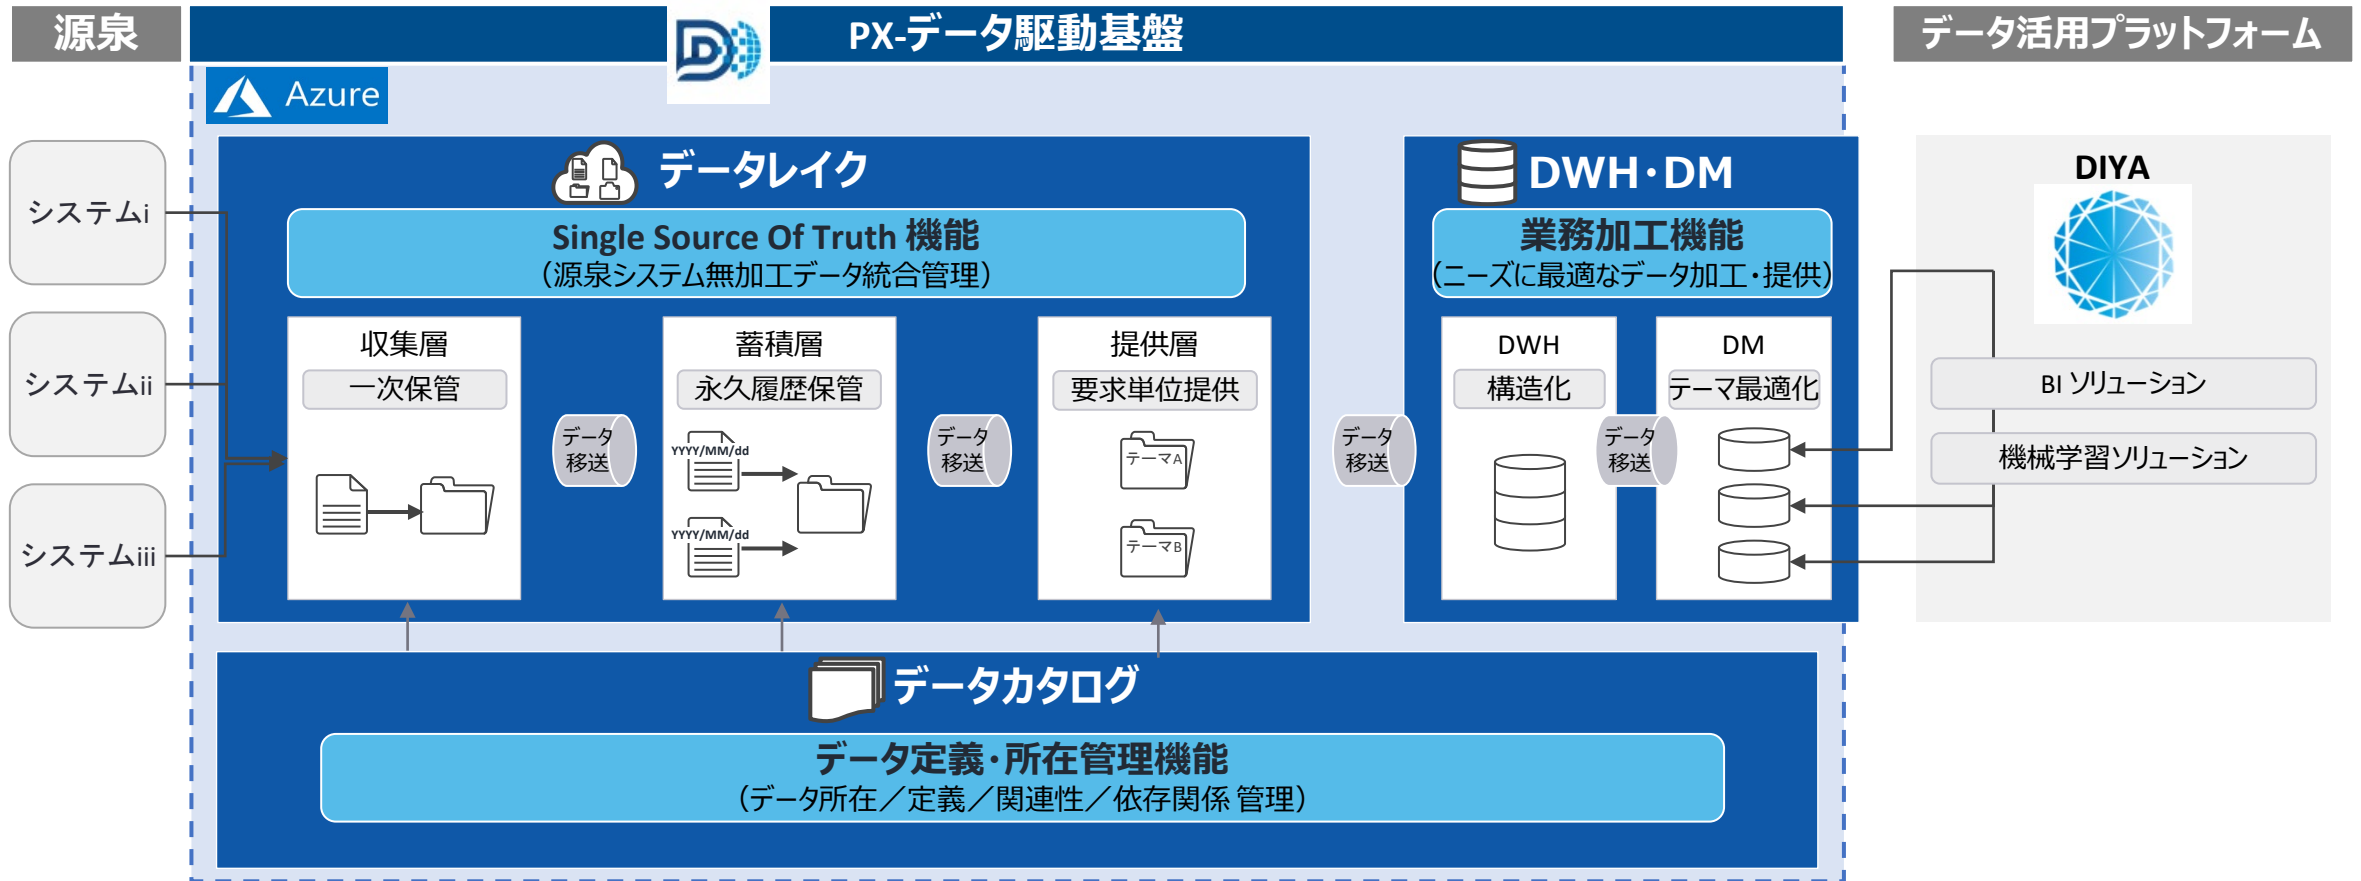 源泉
PX-データ駆動基盤
データ活用プラットフォーム
Azure
システムi
システムii
システムiii
データレイク
Single Source Of Truth 機能
（源泉システム無加工データ統合管理）
収集層
一次保管
データ
移送
蓄積層
永久履歴保管
YYYY/MM/dd
YYYY/MM/dd
データ
移送
提供層
要求単位提供
テーマA
テーマB
データ
移送
DWH・DM
業務加工機能
（ニーズに最適なデータ加工・提供）
DWH
構造化
データ
移送
DM
テーマ最適化
DIYA
BI ソリューション
機械学習ソリューション
データカタログ
データ定義・所在管理機能
（データ所在／定義／関連性／依存関係 管理）